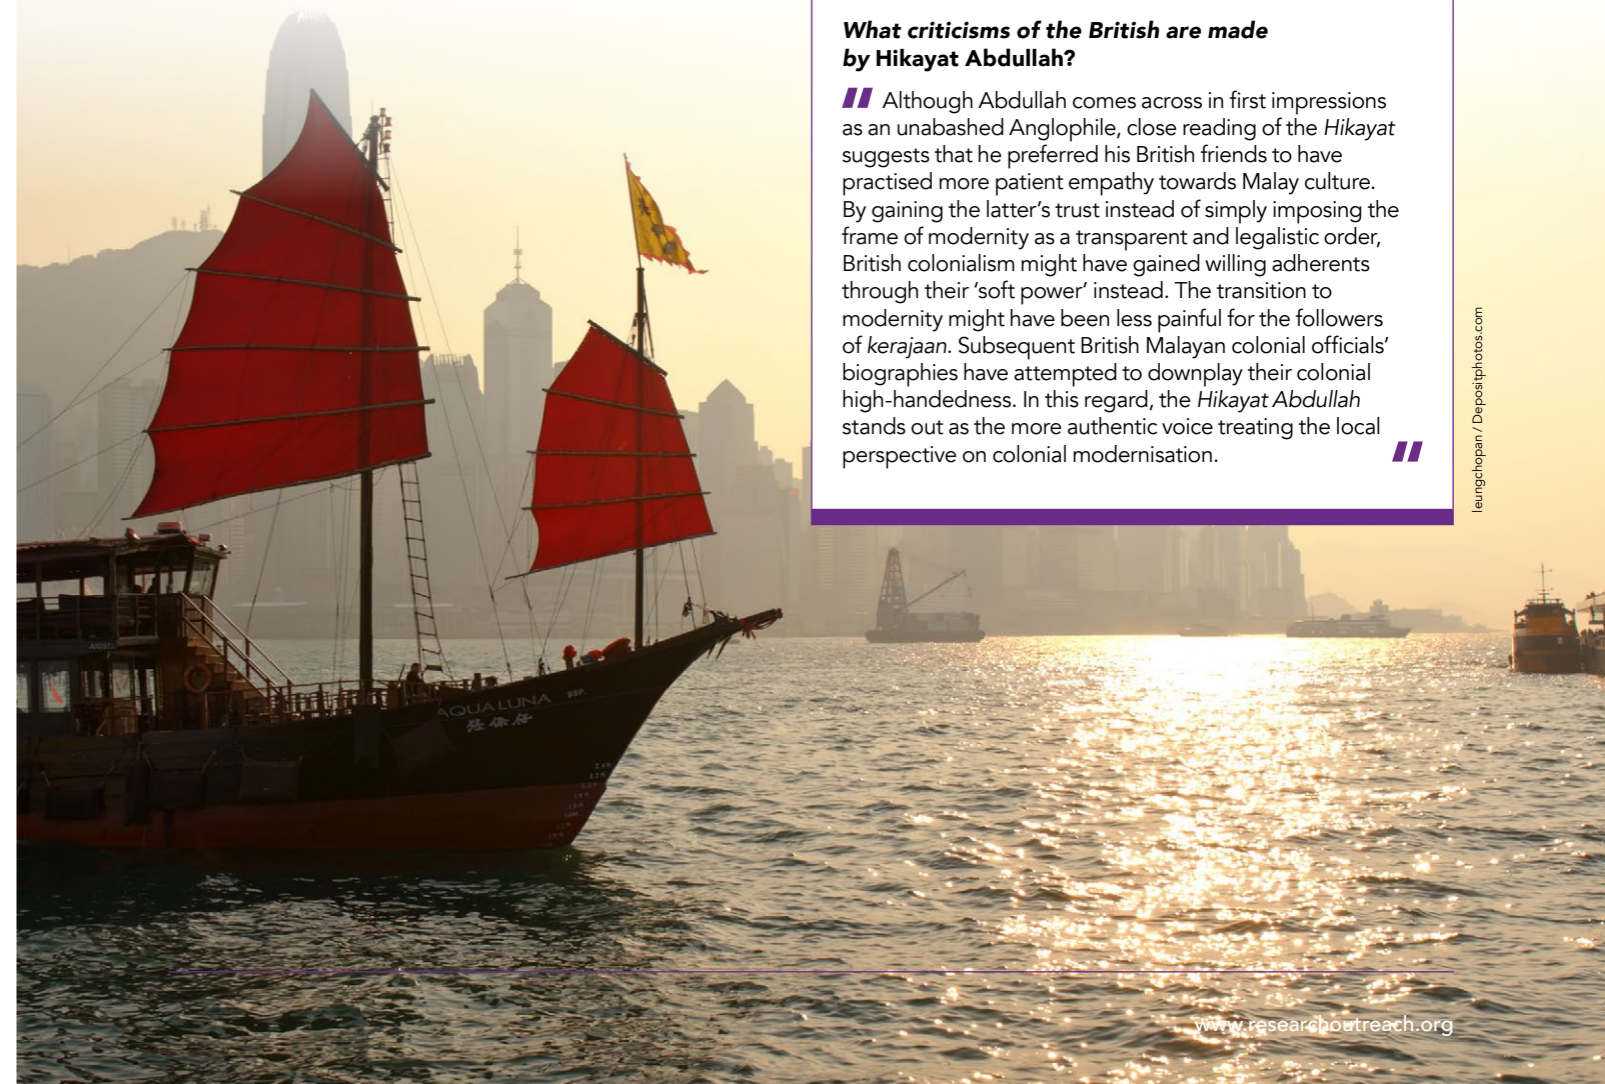 What criticisms of the British are made
by Hikayat Abdullah?
Although Abdullah comes across in first impressions
as an unabashed Anglophile, close reading of the Hikayat
suggests that he preferred his British friends to have
practised more patient empathy towards Malay culture.
By gaining the latter’s trust instead of simply imposing the
frame of modernity as a transparent and legalistic order,
British colonialism might have gained willing adherents
through their ‘soft power’ instead. The transition to
modernity might have been less painful for the followers
of kerajaan. Subsequent British Malayan colonial officials’
biographies have attempted to downplay their colonial
high-handedness. In this regard, the Hikayat Abdullah
stands out as the more authentic voice treating the local
perspective on colonial modernisation.
leungchopan / Depositphotos.com
AQUA LUNA
張保仔
www.researchoutreach.org